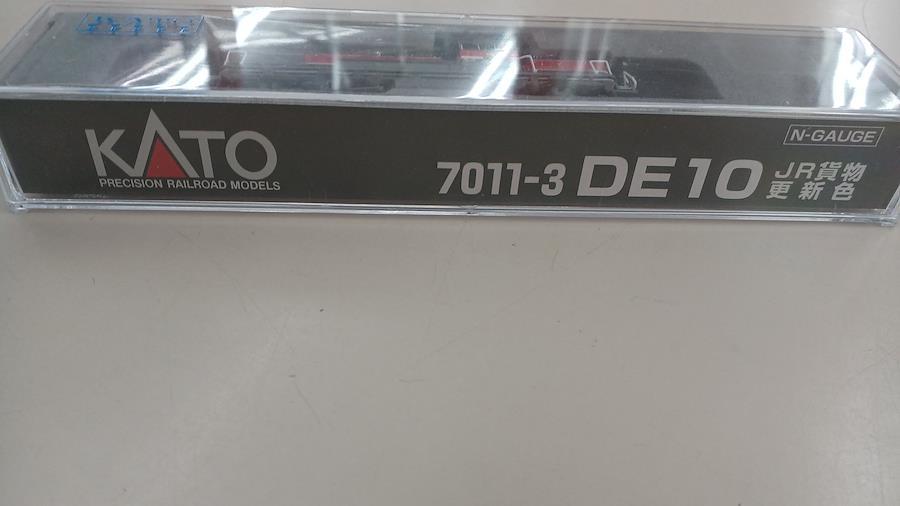 KATO
PRECISION RAILROAD MODELS
N-GAUGE
7011-3 DE10 JR貨物
更新色